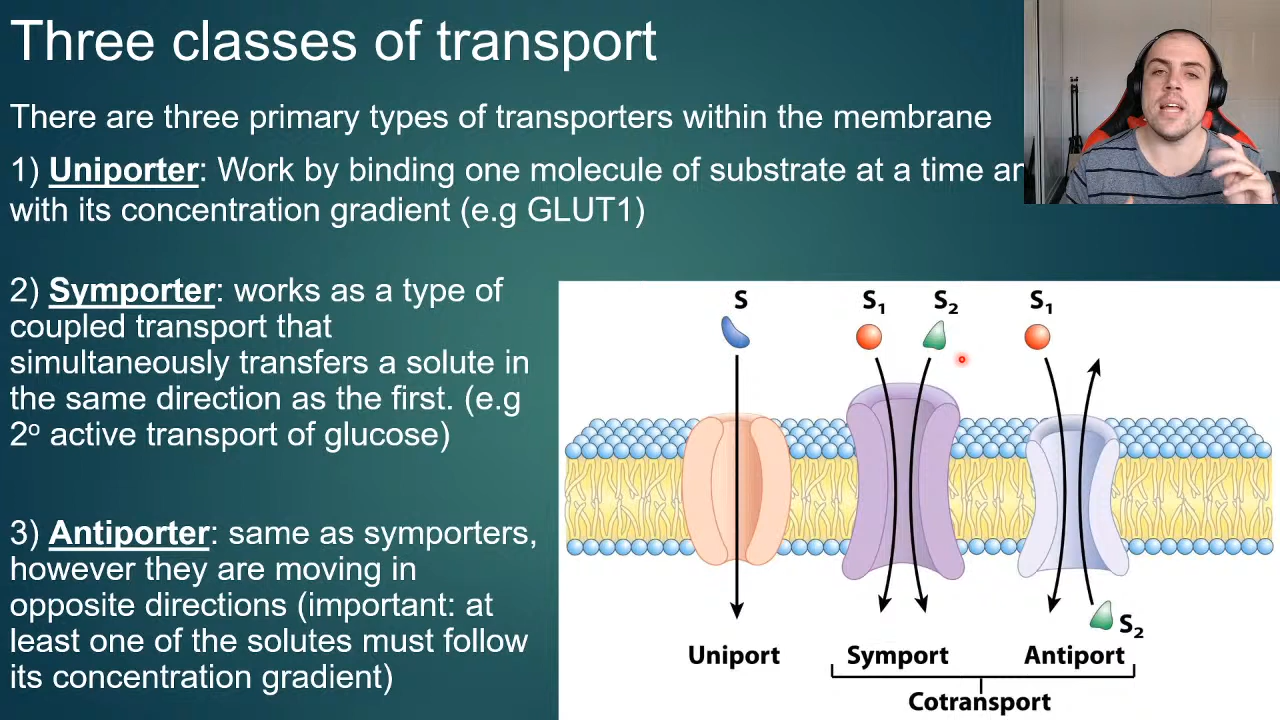 Three classes of transport
There are three primary types of transporters within the membrane
1) Uniporter: Work by binding one molecule of substrate at a time
with its concentration gradient (e.g GLUT1)
2) Symporter: works as a type of
coupled transport that
simultaneously transfers a solute in
the same direction as the first. (e.g
2º active transport of glucose)
3) Antiporter: same as symporters,
however they are moving in
opposite directions (important: at
least one of the solutes must follow
its concentration gradient)
S
S₁ S₂
S₁
S₂
Uniport
Symport
Antiport
Cotransport